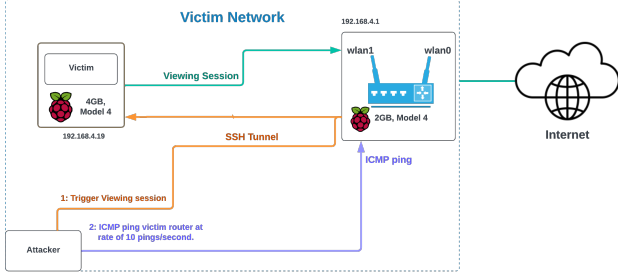 Victim Network
192.168.4.1
wlan1
wlan0
Victim
4GB,
Model 4
192.168.4.19
Viewing Session
2GB, Model 4
Internet
SSH Tunnel
ICMP ping
1: Trigger Viewing session
2: ICMP ping victim router at
rate of 10 pings/second.
Attacker